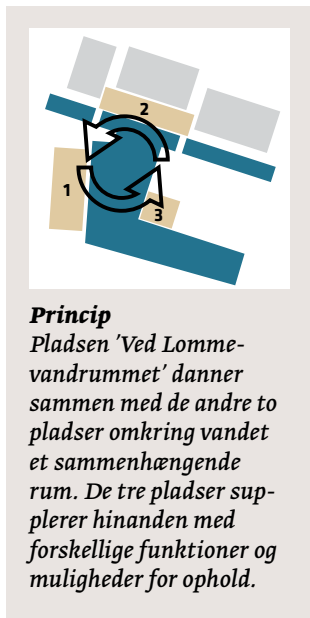 2
1
3
Princip
Pladsen ’Ved Lomme-
vandrummet’ danner
sammen med de andre to
pladser omkring vandet
et sammenhængende
rum. De tre pladser sup-
plerer hinanden med
forskellige funktioner og
muligheder for ophold.